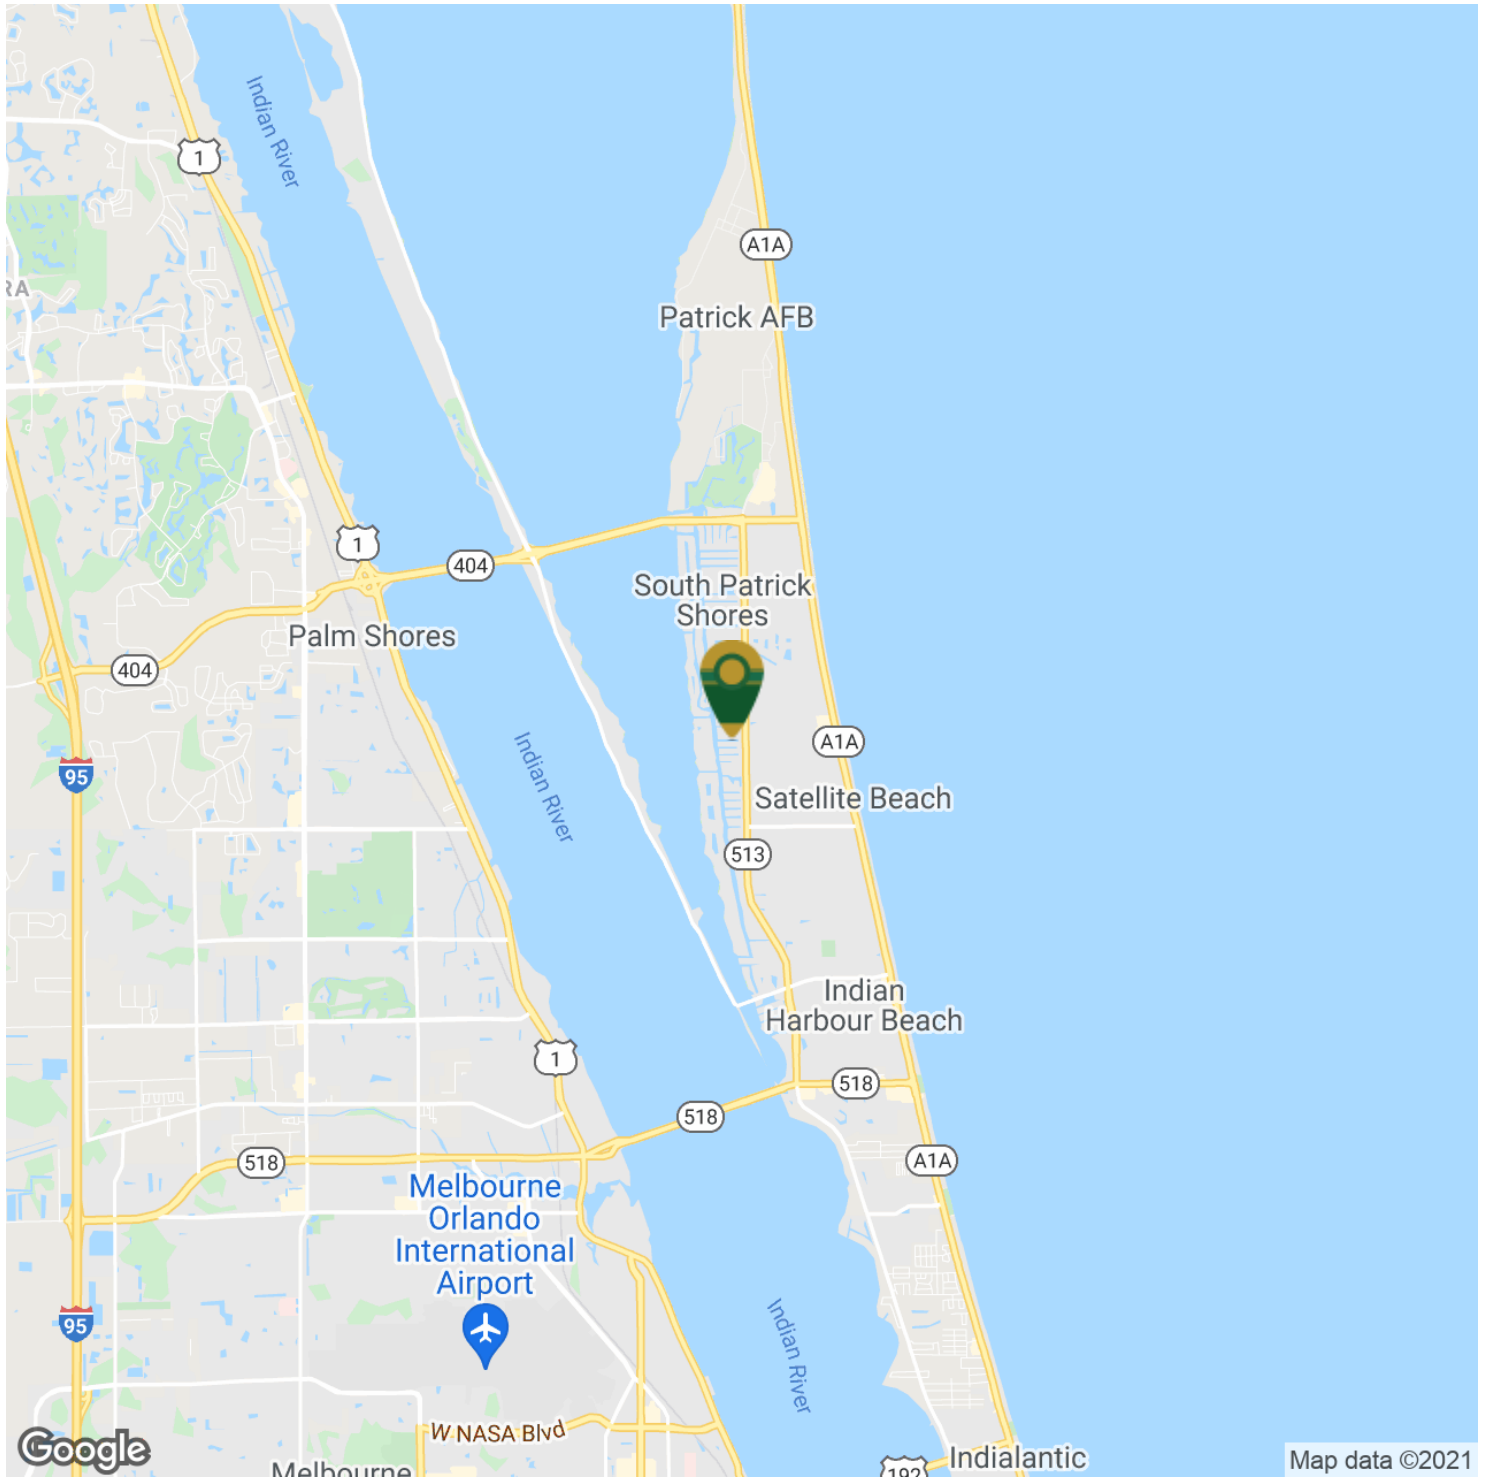 Indian River
1
A1A
RA
Patrick AFB
1
404
South Patrick
Shores
Palm Shores
404
Indian River
A1A
95
Satellite Beach
513
Indian
Harbour Beach
1
518
518
518
A1A
Melbourne
Orlando
International
Airport
95
Indian River
W NASA Blvd
Google
Melbourne
192
Indialantic
Map data ©2021